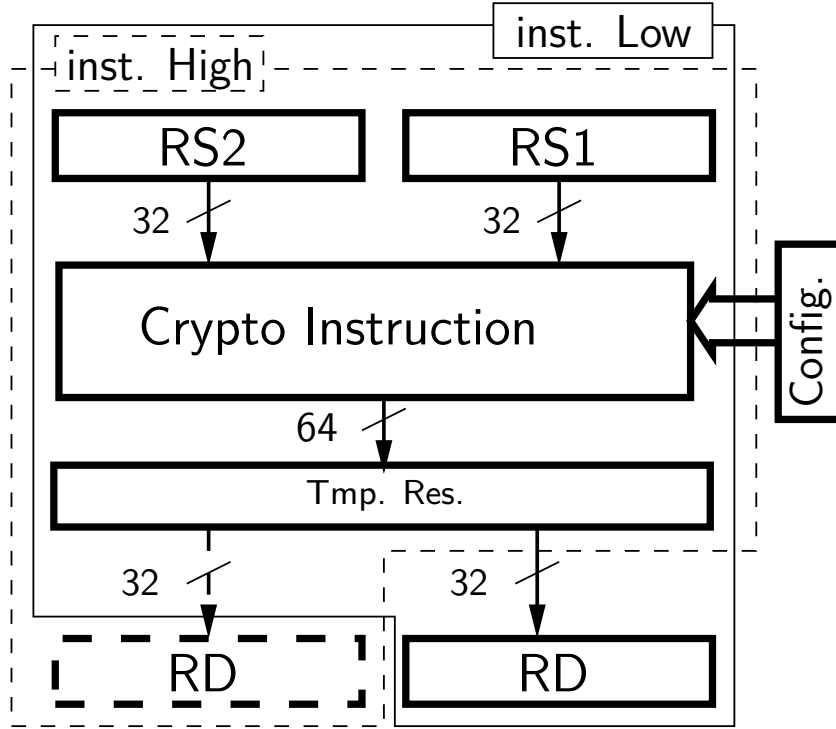 inst. Low
inst. High
RS2
RS1
32
32
Crypto Instruction
Config.
64
Tmp. Res.
32
32
RD
RD